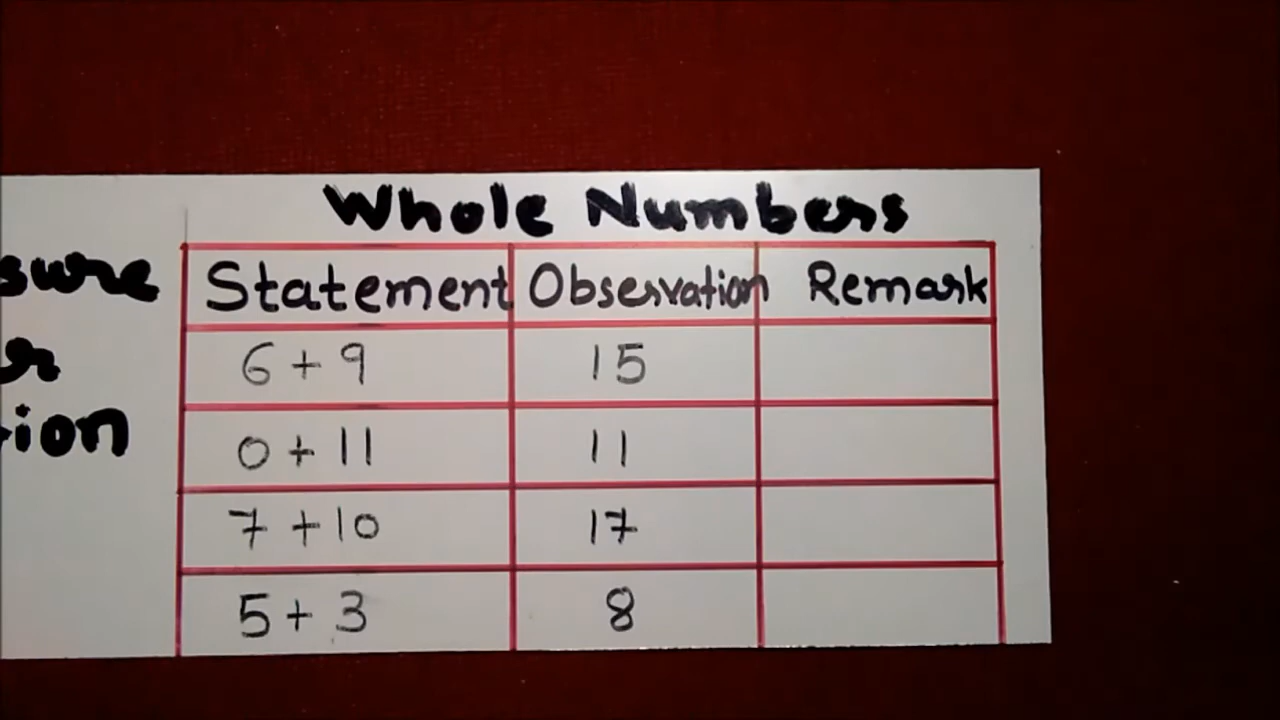 Whole Numbers
Statement Observation Remark
6 + 9 15
0 + 11 11
7 + 10 17
5 + 3 8